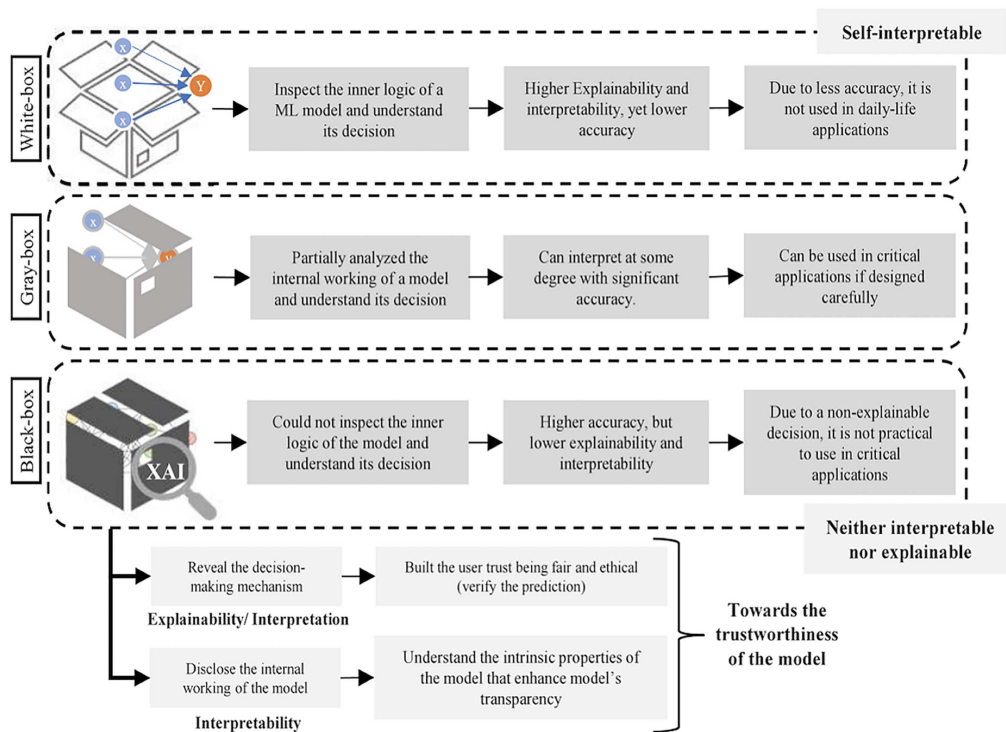 Self-interpretable
White-box
x
x
x
Y
Inspect the inner logic of a
ML model and understand
its decision
Higher Explainability and
interpretability, yet lower
accuracy
Due to less accuracy, it is
not used in daily-life
applications
Gray-box
x
x
Y
Partially analyzed the
internal working of a model
and understand its decision
Can interpret at some
degree with significant
accuracy.
Can be used in critical
applications if designed
carefully
Black-box
XAI
Could not inspect the inner
logic of the model and
understand its decision
Higher accuracy, but
lower explainability and
interpretability
Due to a non-explainable
decision, it is not practical
to use in critical
applications
Neither interpretable
nor explainable
Reveal the decision-
making mechanism
Explainability/ Interpretation
Built the user trust being fair and ethical
(verify the prediction)
Disclose the internal
working of the model
Interpretability
Understand the intrinsic properties of
the model that enhance model's
transparency
Towards the
trustworthiness
of the model